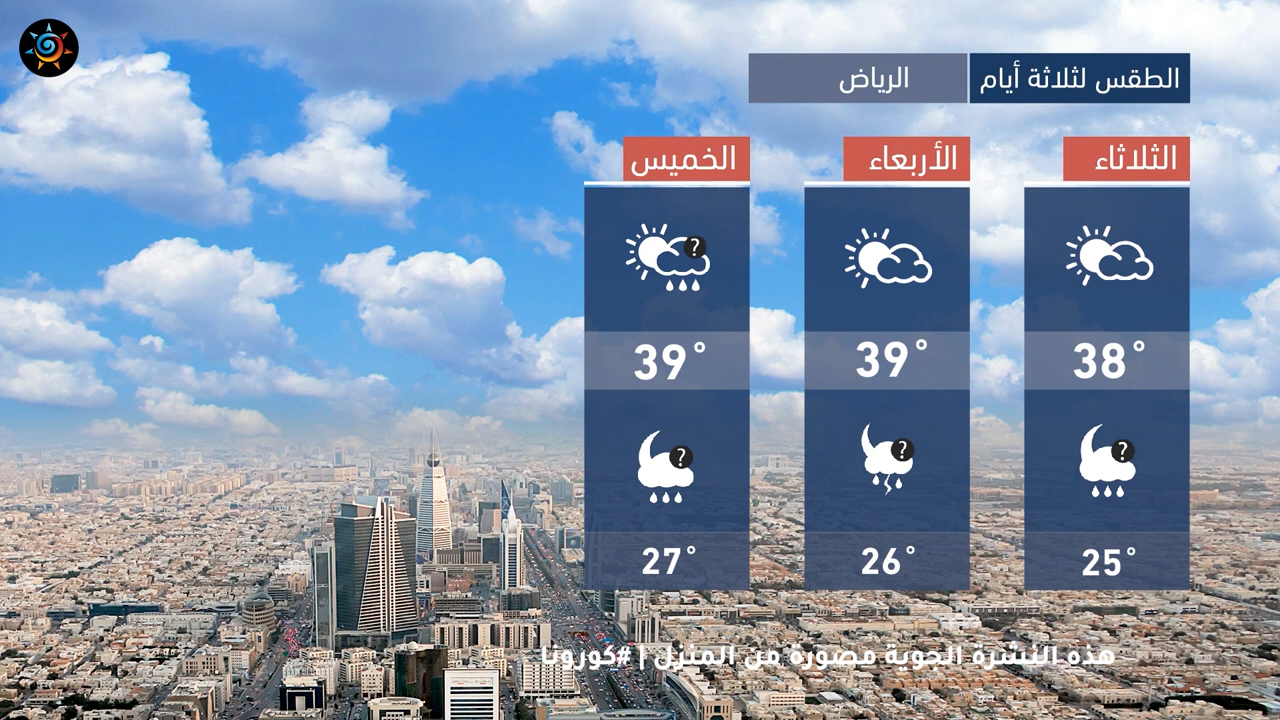 الطقس لثلاثة أيام
الرياض
الثلاثاء
الأربعاء
الخميس
?
38°
39°
39°
?
?
?
25°
26°
27°
هذه النشرة الجوية مصورة من المنزل | #كورونا